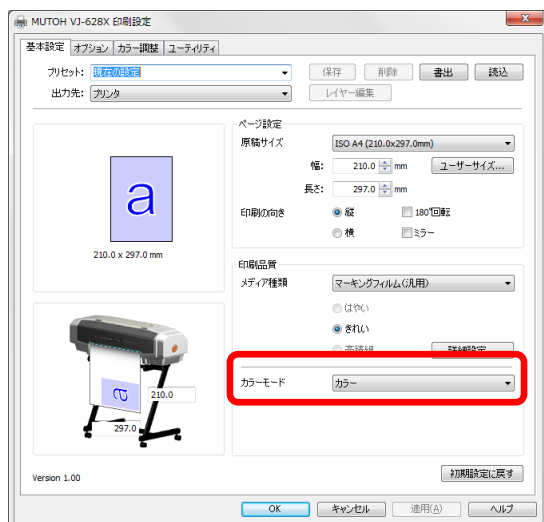 MUTOH VJ-628X 印刷設定
基本設定 オプション カラー調整 ユーティリティ
プリセット: 現在の設定 保存 削除 書出 読込
出力先: プリンタ レイヤー編集
a
210.0 x 297.0 mm
a
210.0
297.0
ページ設定
原稿サイズ ISO A4 (210.0x297.0mm)
幅: 210.0 mm ユーザーサイズ...
長さ: 297.0 mm
印刷の向き 縦 180°回転
横 ミラー
印刷品質
メディア種類 マーキングフィルム(汎用)
はやい
きれい
高精細 詳細設定
カラーモード カラー
Version 1.00 初期設定に戻す
OK キャンセル 適用(A) ヘルプ